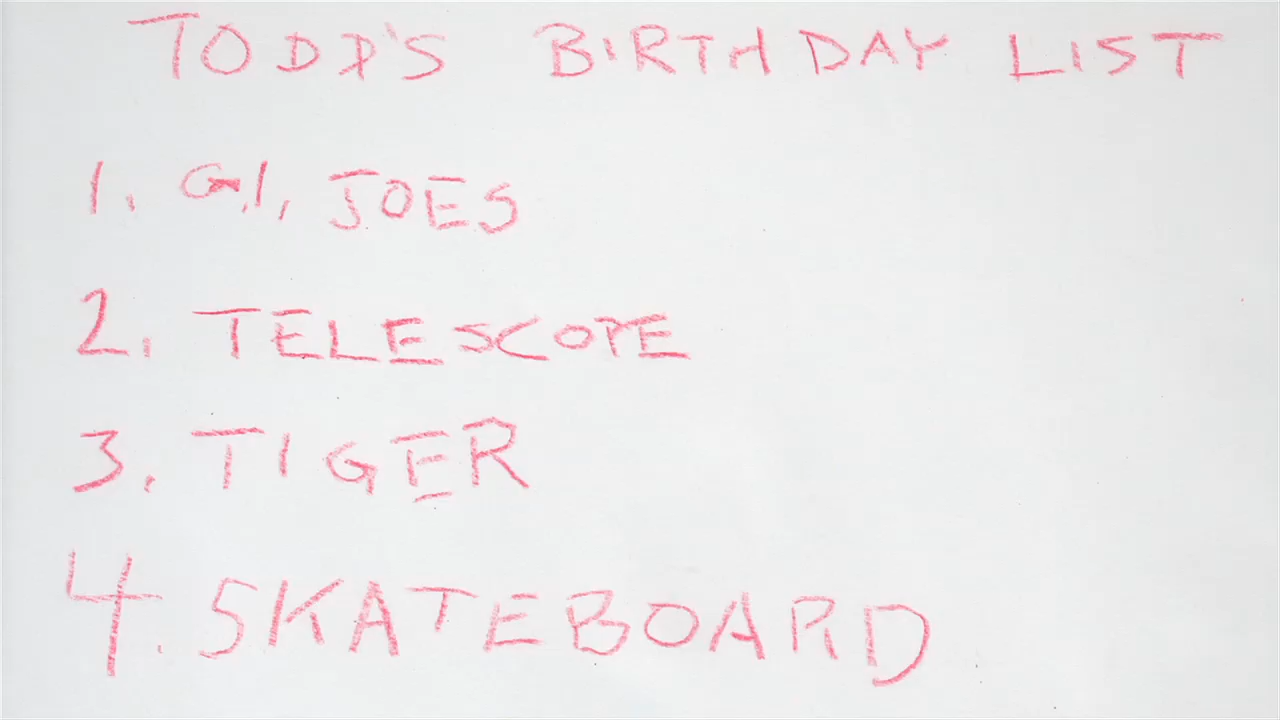 TODD'S BIRTHDAY LIST
1. G.I. JOES
2. TELESCOPE
3. TIGER
4. SKATEBOARD